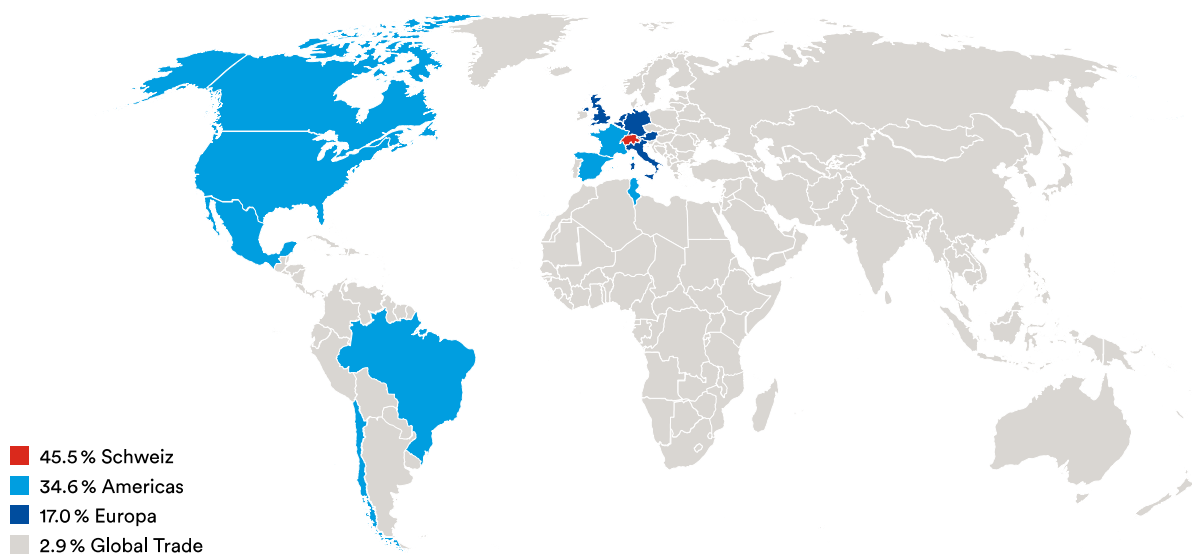 45.5 % Schweiz
34.6 % Americas
17.0 % Europa
2.9 % Global Trade